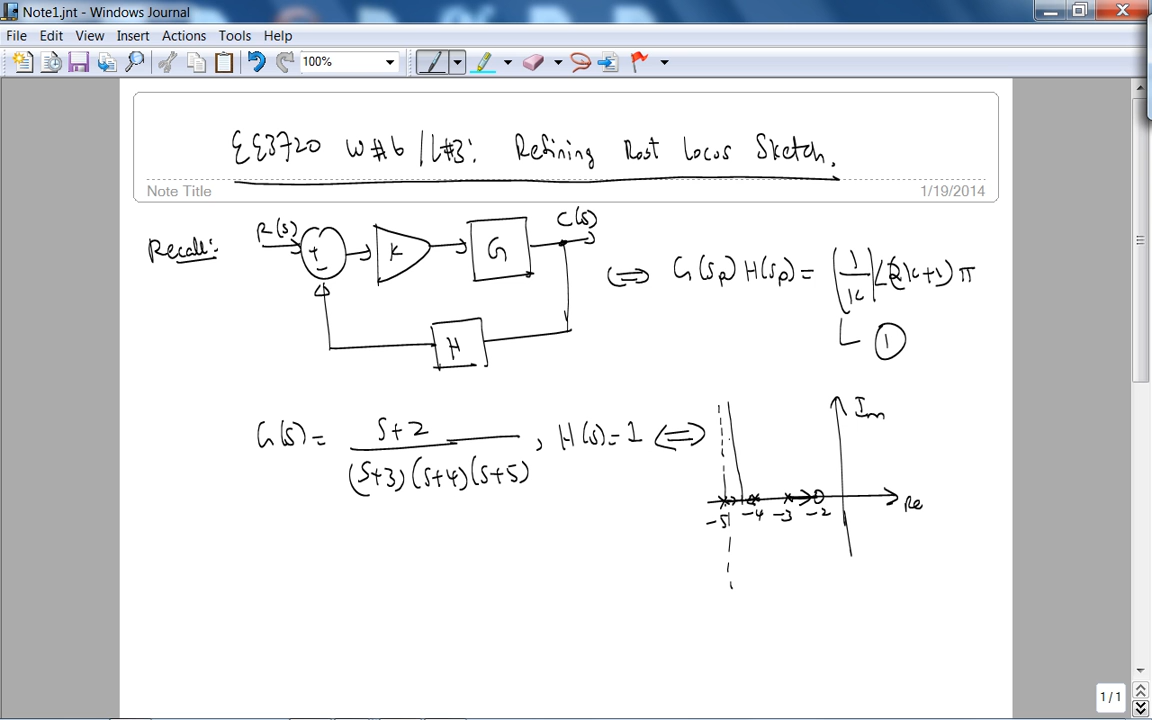 Note1.jnt - Windows Journal
File Edit View Insert Actions Tools Help
100%
EE3720 W#6 / L#3: Refining Root Locus Sketch.
Note Title
1/19/2014
Recall:
R(s)
+
-
K
G
C(s)
H
⇔ G(sp) H(sp) = |1/K| ∠(2k+1)π
①
G(s) = s+2 / (s+3)(s+4)(s+5) , H(s)=1 ⇔
Im
Re
-5 -4 -3 -2
1 / 1